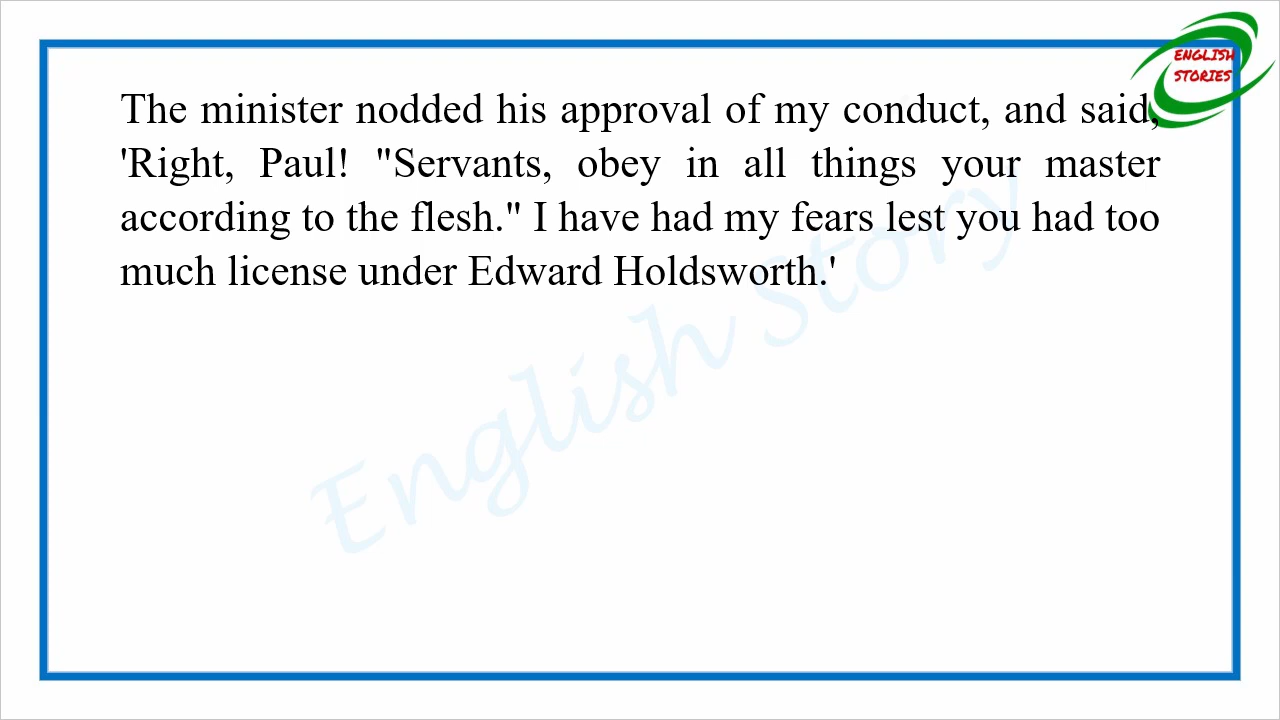 ENGLISH
STORIES
The minister nodded his approval of my conduct, and said,
'Right, Paul! "Servants, obey in all things your master
according to the flesh." I have had my fears lest you had too
much license under Edward Holdsworth.'
English Story